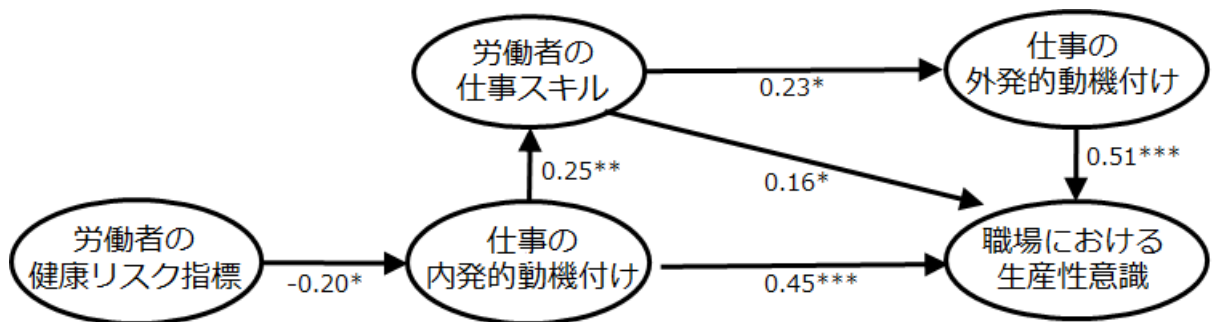 労働者の
仕事スキル
仕事の
外発的動機付け
0.23*
0.25**
0.16*
0.51***
労働者の
健康リスク指標
仕事の
内発的動機付け
職場における
生産性意識
-0.20*
0.45***